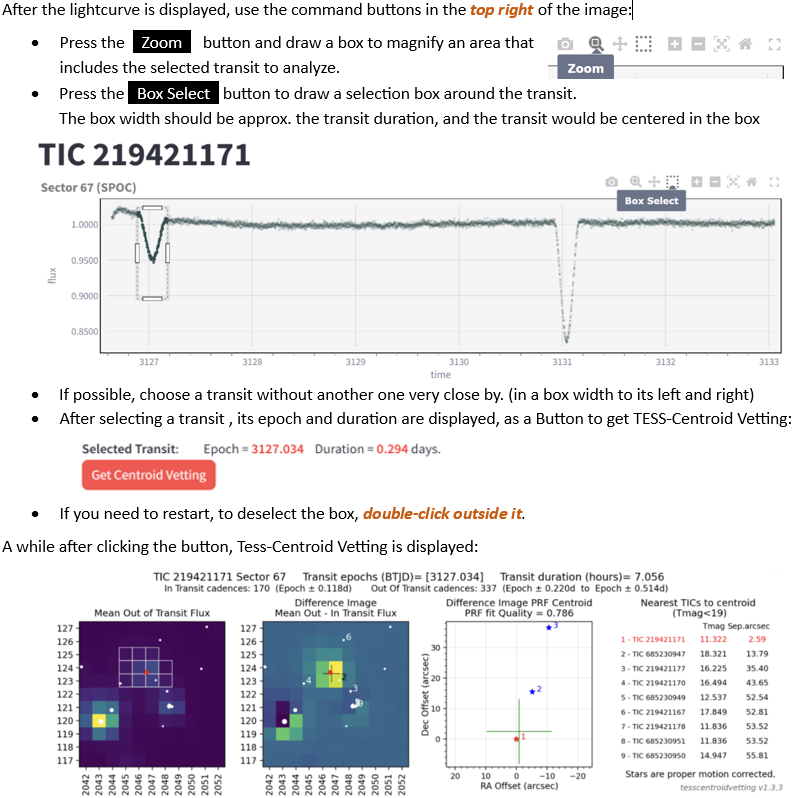 After the lightcurve is displayed, use the command buttons in the top right of the image:
• Press the Zoom button and draw a box to magnify an area that
includes the selected transit to analyze.
Zoom
• Press the Box Select button to draw a selection box around the transit.
The box width should be approx. the transit duration, and the transit would be centered in the box
TIC 219421171
Sector 67 (SPOC)
Box Select
1.0000
0.9500
0.9000
0.8500
flux
3127 3128 3129 3130 3131 3132 3133
time
• If possible, choose a transit without another one very close by. (in a box width to its left and right)
• After selecting a transit , its epoch and duration are displayed, as a Button to get TESS-Centroid Vetting:
Selected Transit: Epoch = 3127.034 Duration = 0.294 days.
Get Centroid Vetting
• If you need to restart, to deselect the box, double-click outside it.
A while after clicking the button, Tess-Centroid Vetting is displayed:
TIC 219421171 Sector 67 Transit epochs (BTJD)= [3127.034] Transit duration (hours)= 7.056
In Transit cadences: 170 (Epoch ± 0.118d) Out Of Transit cadences: 337 (Epoch ± 0.220d to Epoch ± 0.514d)
Mean Out of Transit Flux
127
126
125
124
123
122
121
120
119
118
117
2042 2043 2044 2045 2046 2047 2048 2049 2050 2051 2052
Difference Image
Mean Out - In Transit Flux
127
126
125
124
123
122
121
120
119
118
117
6
4
2
3
2042 2043 2044 2045 2046 2047 2048 2049 2050 2051 2052
Difference Image PRF Centroid
PRF fit Quality = 0.786
Dec Offset (arcsec)
30
20
10
0
3
2
1
20 10 0 −10 −20
RA Offset (arcsec)
Nearest TICs to centroid
(Tmag<19)
Tmag Sep.arcsec
1 - TIC 219421171 11.322 2.59
2 - TIC 685230947 18.321 13.79
3 - TIC 219421177 16.225 35.40
4 - TIC 219421170 16.494 43.65
5 - TIC 685230949 12.537 52.54
6 - TIC 219421167 17.849 52.81
7 - TIC 219421178 11.836 53.52
8 - TIC 685230951 11.836 53.52
9 - TIC 685230950 14.947 55.81
Stars are proper motion corrected.
tesscentroidvetting v1.3.3